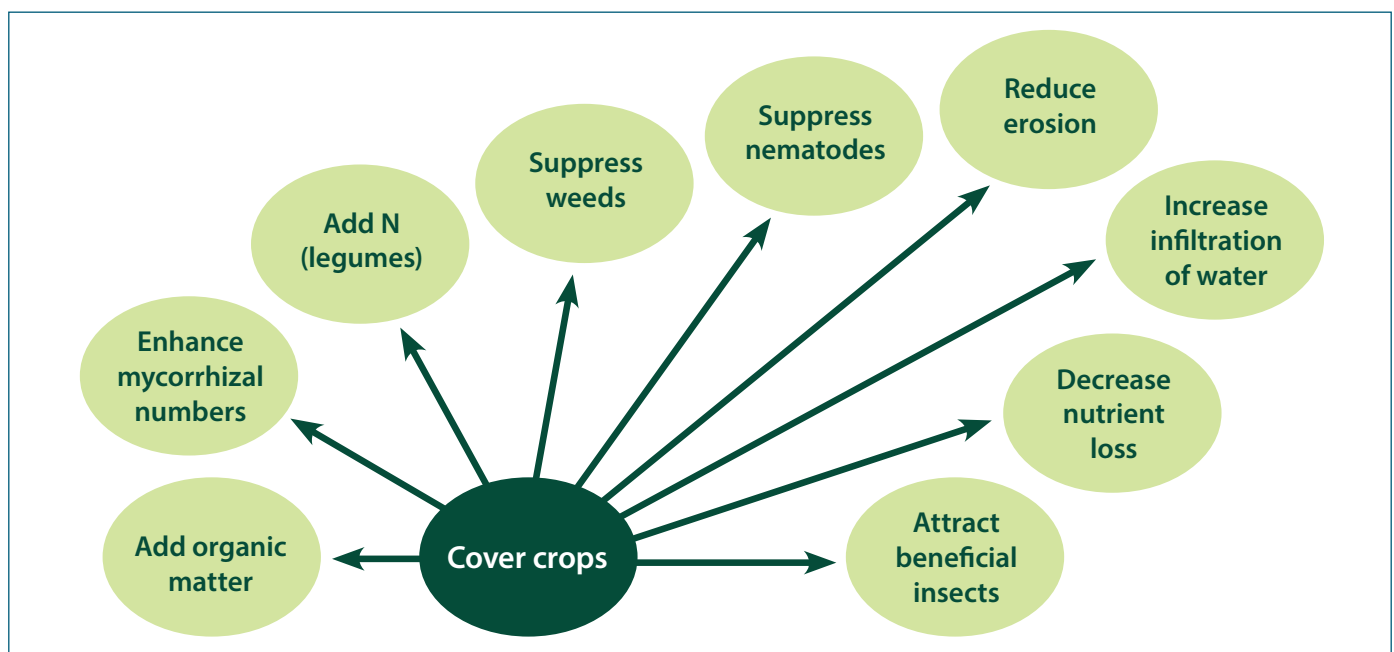 Reduce
erosion
Suppress
nematodes
Suppress
weeds
Increase
infiltration
of water
Add N
(legumes)
Enhance
mycorrhizal
numbers
Decrease
nutrient
loss
Attract
beneficial
insects
Add organic
matter
Cover crops